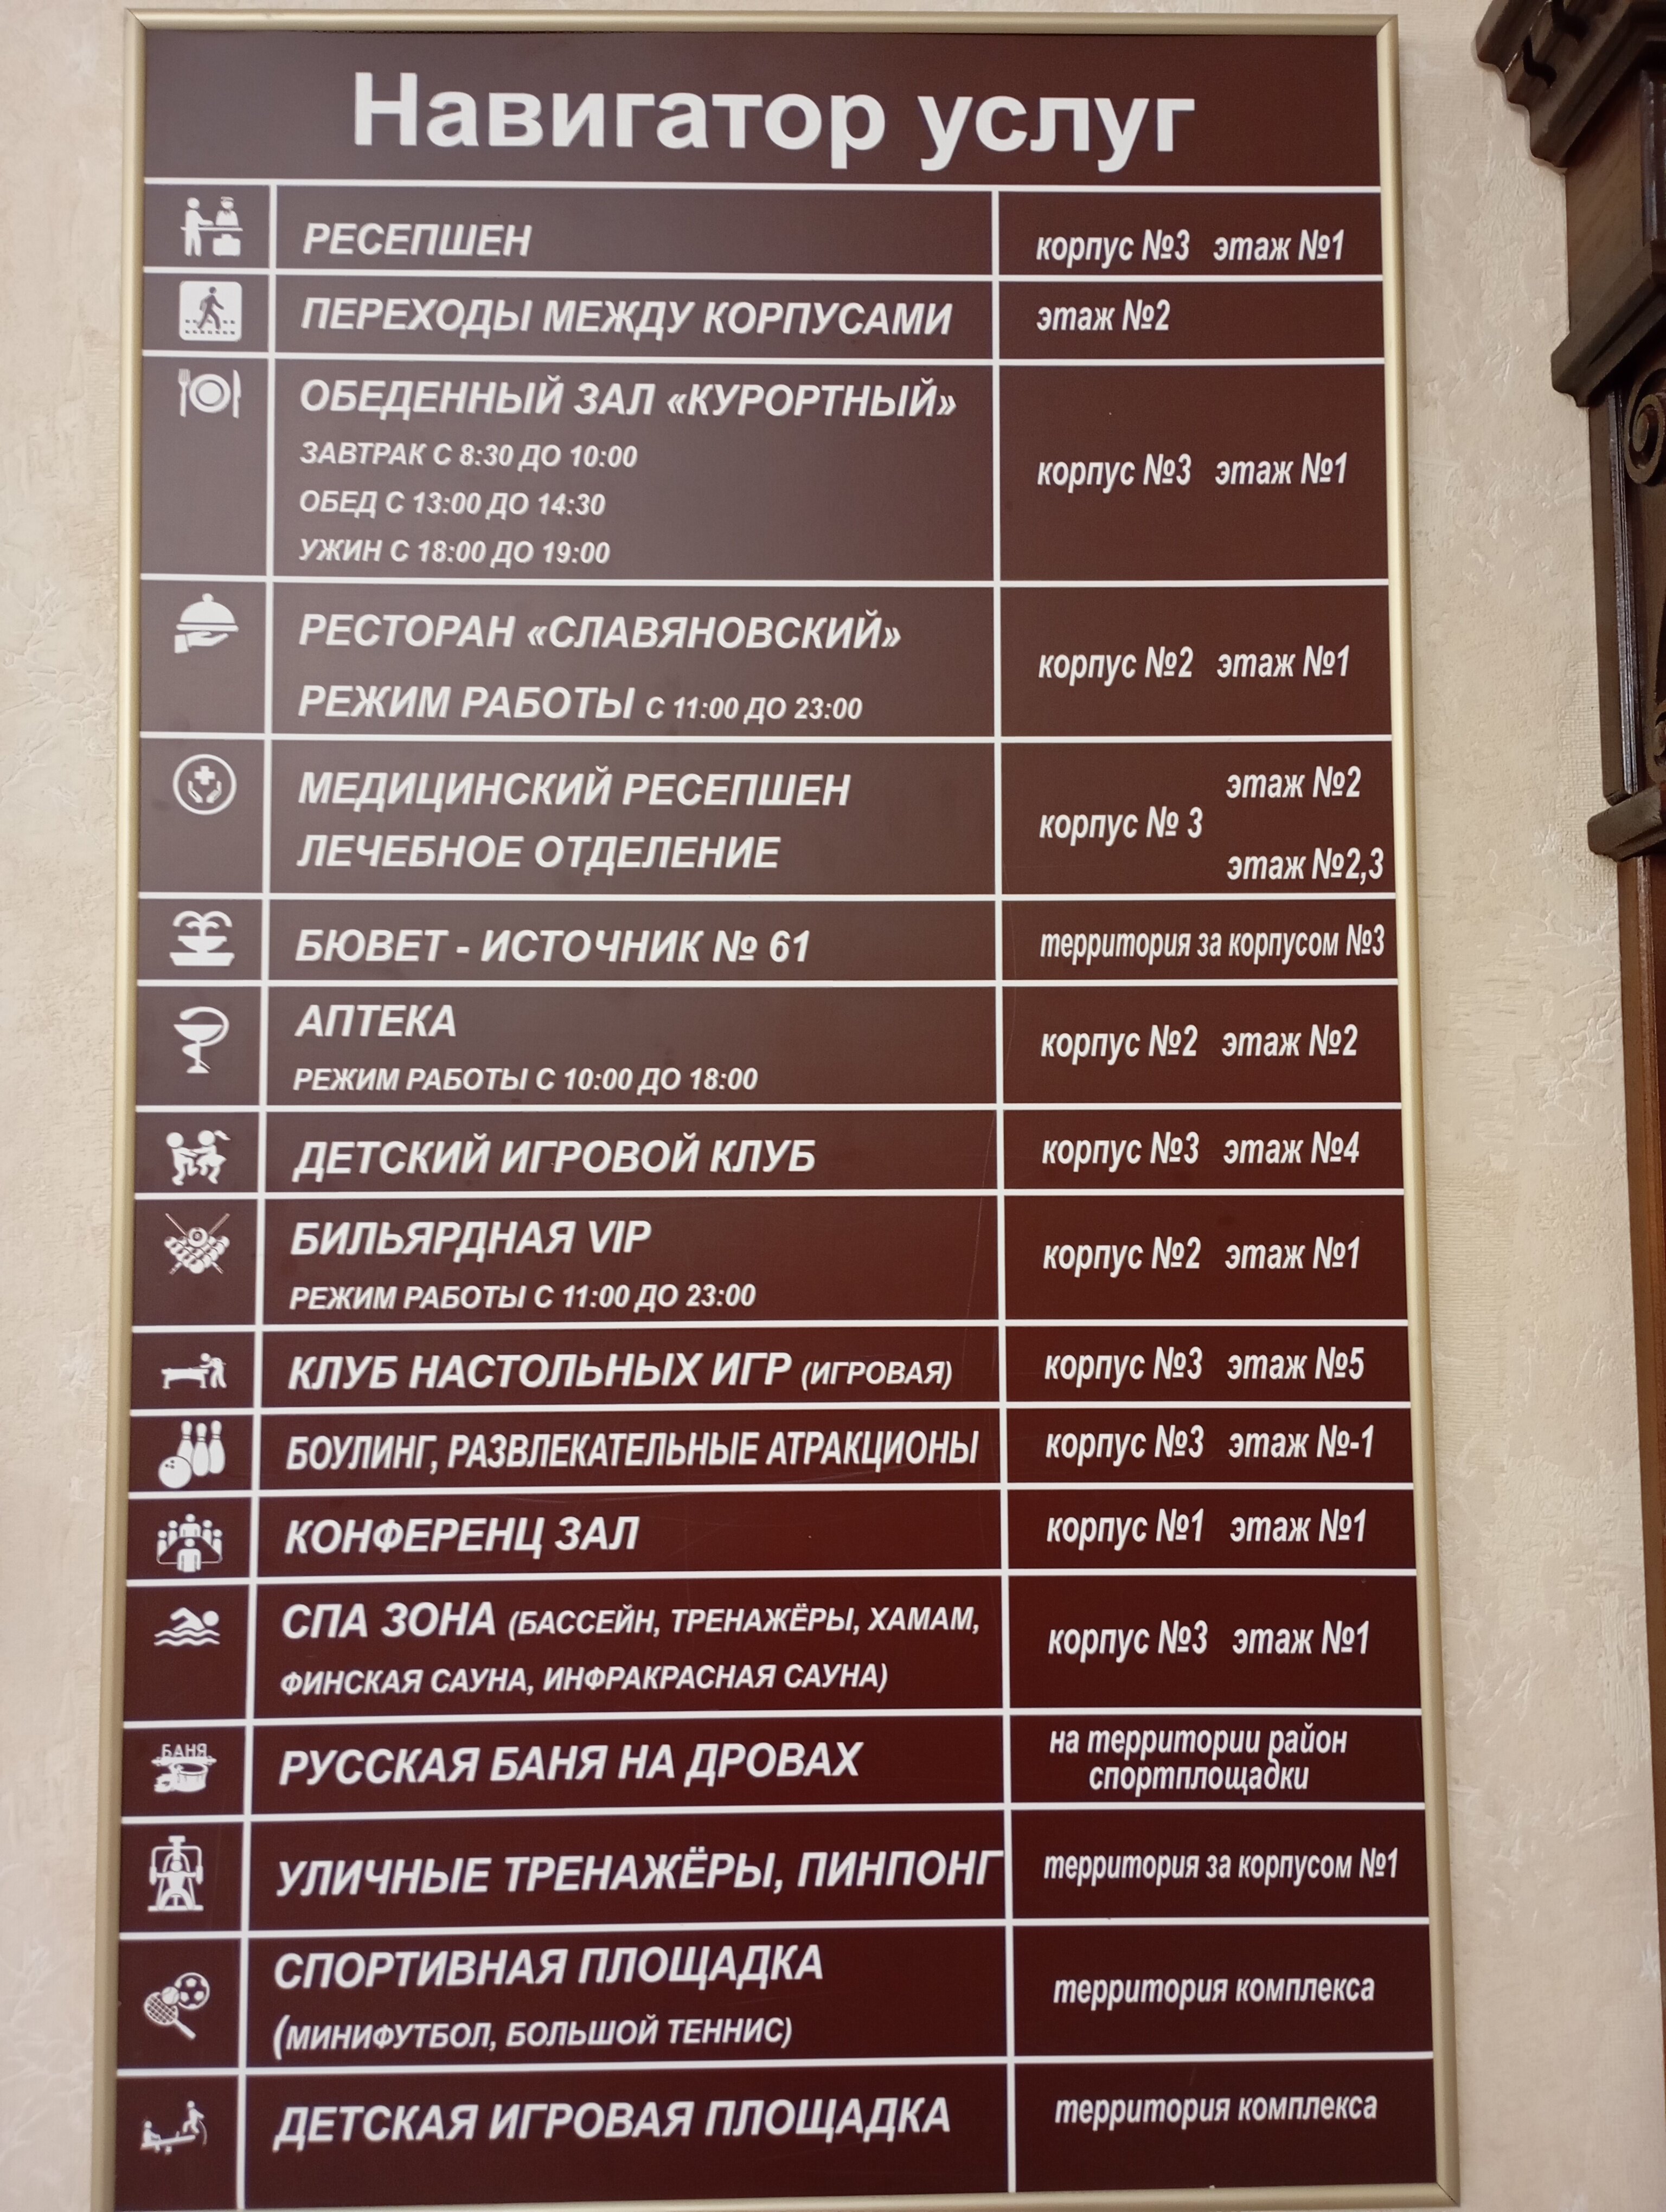 Навигатор услуг
РЕСЕПШЕН
корпус №3 этаж №1
ПЕРЕХОДЫ МЕЖДУ КОРПУСАМИ
этаж №2
ОБЕДЕННЫЙ ЗАЛ «КУРОРТНЫЙ»
ЗАВТРАК С 8:30 ДО 10:00
ОБЕД С 13:00 ДО 14:30
УЖИН С 18:00 ДО 19:00
корпус №3 этаж №1
РЕСТОРАН «СЛАВЯНОВСКИЙ»
РЕЖИМ РАБОТЫ С 11:00 ДО 23:00
корпус №2 этаж №1
МЕДИЦИНСКИЙ РЕСЕПШЕН
ЛЕЧЕБНОЕ ОТДЕЛЕНИЕ
этаж №2
корпус № 3
этаж №2,3
БЮВЕТ - ИСТОЧНИК № 61
территория за корпусом №3
АПТЕКА
РЕЖИМ РАБОТЫ С 10:00 ДО 18:00
корпус №2 этаж №2
ДЕТСКИЙ ИГРОВОЙ КЛУБ
корпус №3 этаж №4
БИЛЬЯРДНАЯ VIP
РЕЖИМ РАБОТЫ С 11:00 ДО 23:00
корпус №2 этаж №1
КЛУБ НАСТОЛЬНЫХ ИГР (ИГРОВАЯ)
корпус №3 этаж №5
БОУЛИНГ, РАЗВЛЕКАТЕЛЬНЫЕ АТРАКЦИОНЫ
корпус №3 этаж №-1
КОНФЕРЕНЦ ЗАЛ
корпус №1 этаж №1
СПА ЗОНА (БАССЕЙН, ТРЕНАЖЁРЫ, ХАМАМ,
ФИНСКАЯ САУНА, ИНФРАКРАСНАЯ САУНА)
корпус №3 этаж №1
БАНЯ
РУССКАЯ БАНЯ НА ДРОВАХ
на территории район
спортплощадки
УЛИЧНЫЕ ТРЕНАЖЁРЫ, ПИНПОНГ
территория за корпусом №1
СПОРТИВНАЯ ПЛОЩАДКА
(МИНИФУТБОЛ, БОЛЬШОЙ ТЕННИС)
территория комплекса
ДЕТСКАЯ ИГРОВАЯ ПЛОЩАДКА
территория комплекса